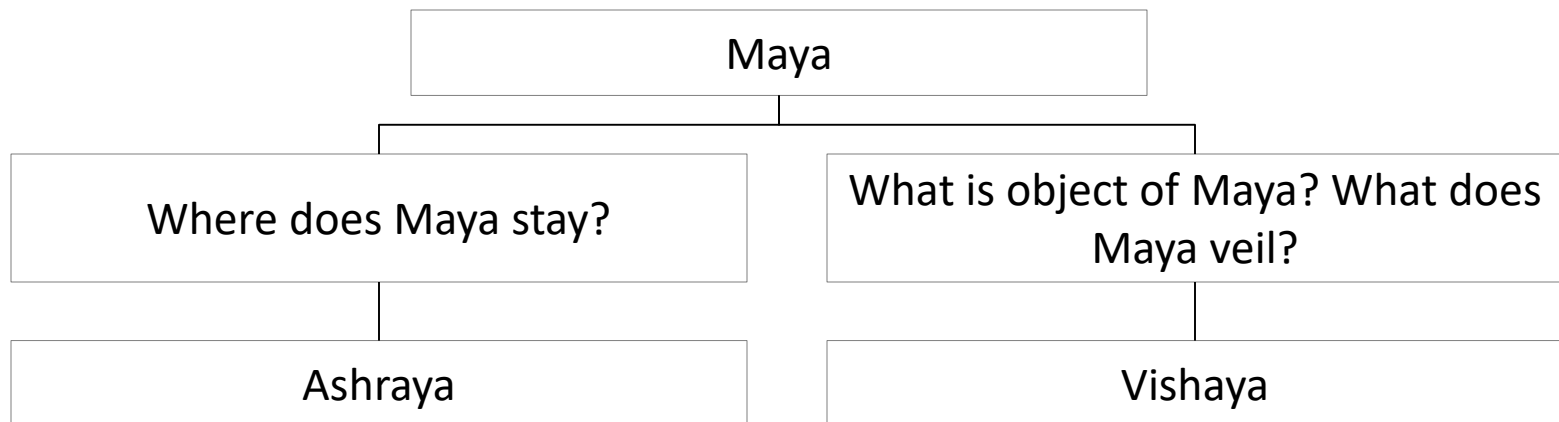 Maya
Where does Maya stay?
What is object of Maya? What does
Maya veil?
Ashraya
Vishaya